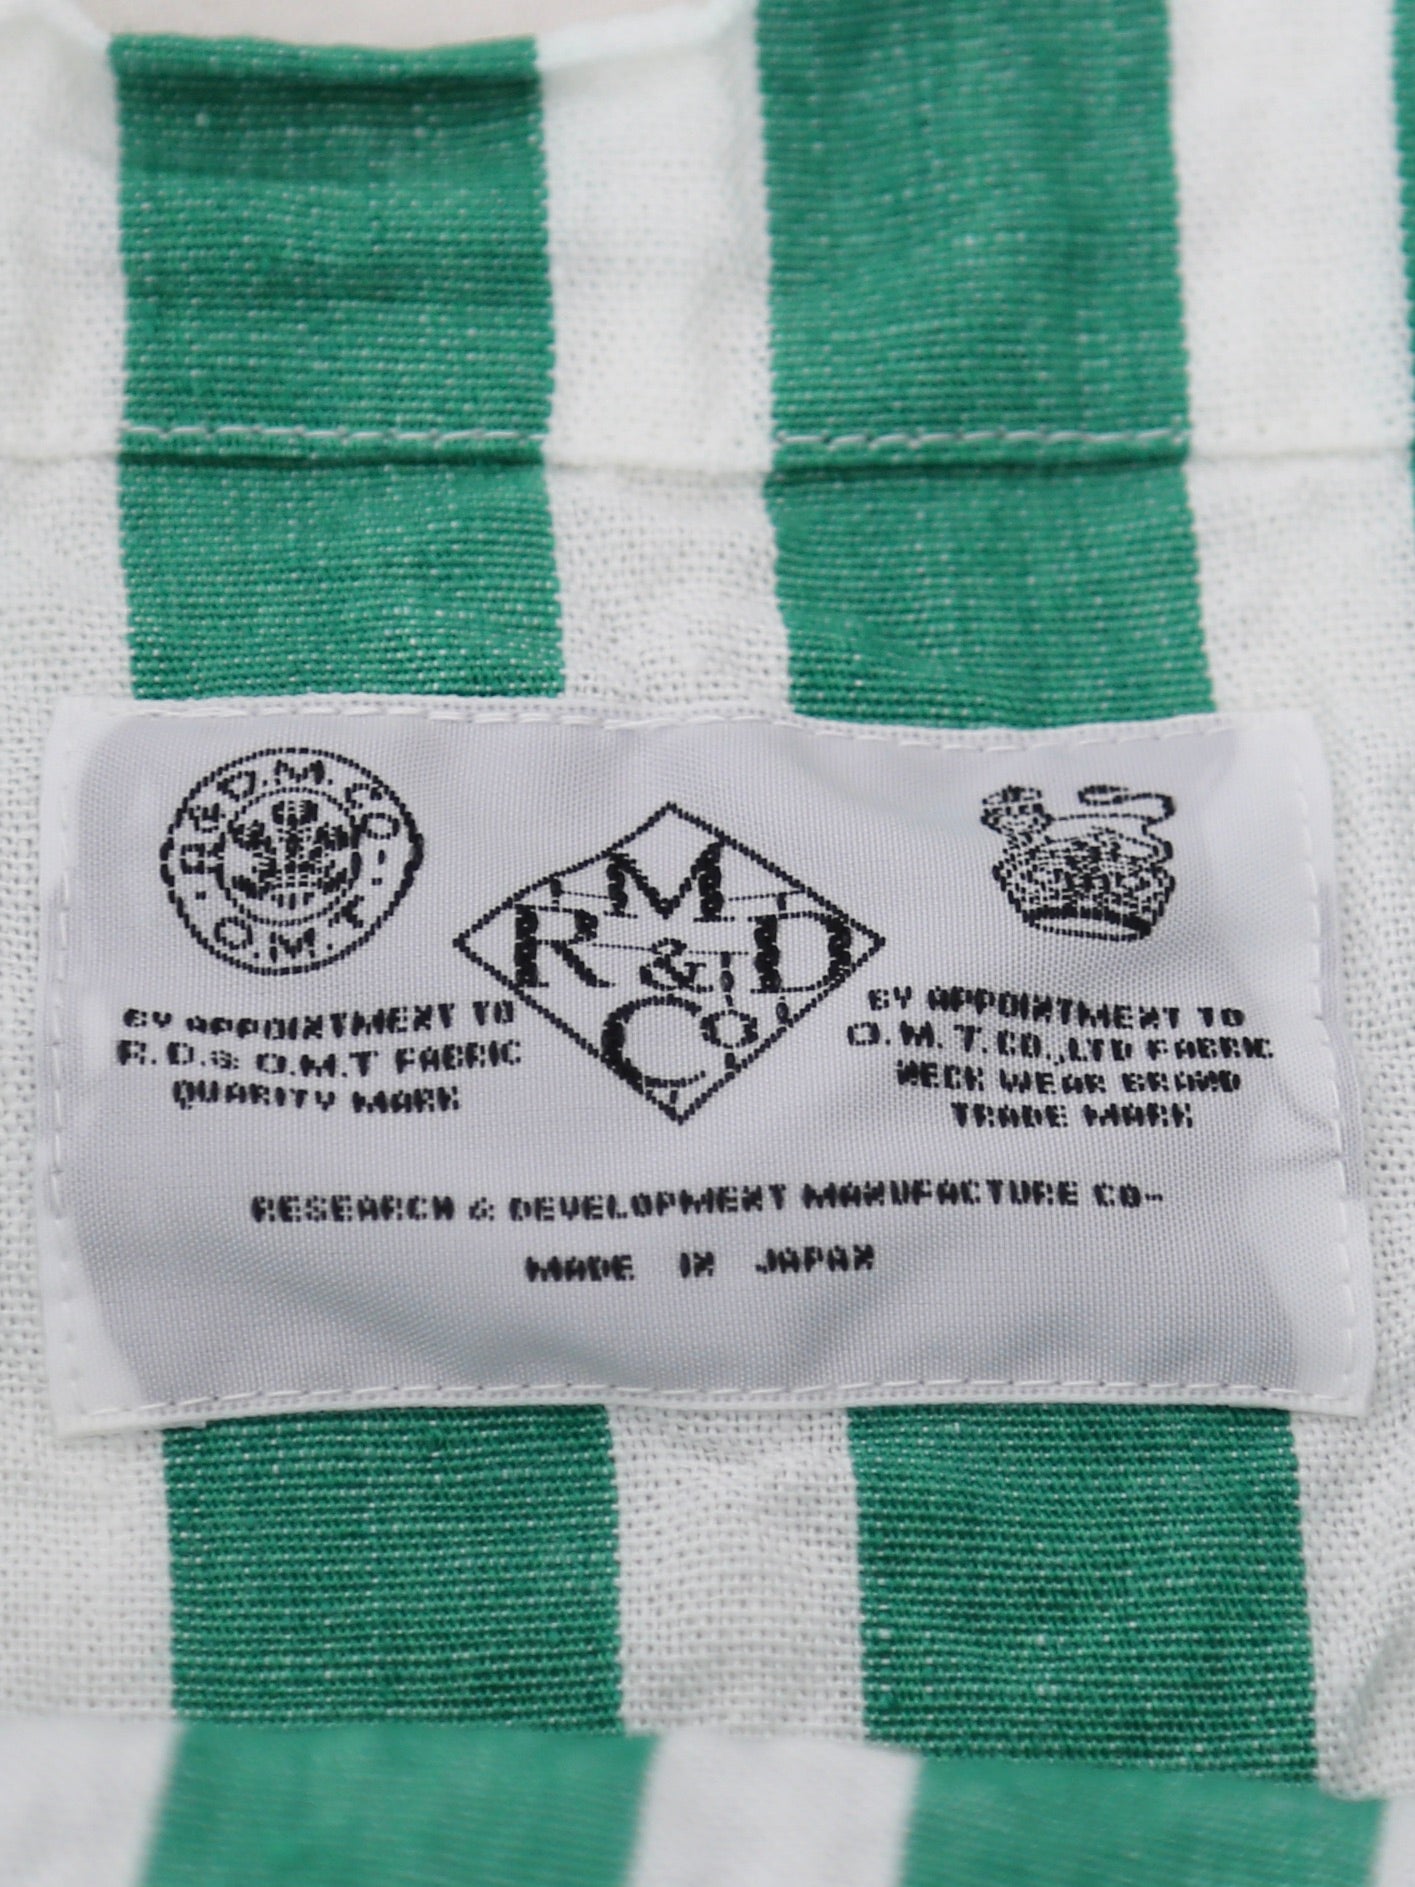 R&D.M.CO-
O.M.T.
M
R & D
Co
BY APPOINTMENT TO
R.D.& O.M.T FABRIC
QUARITY MARK
BY APPOINTMENT TO
O.M.T.CO.,LTD FABRIC
NECK WEAR BRAND
TRADE MARK
RESEARCH & DEVELOPMENT MANUFACTURE CO-
MADE IN JAPAN